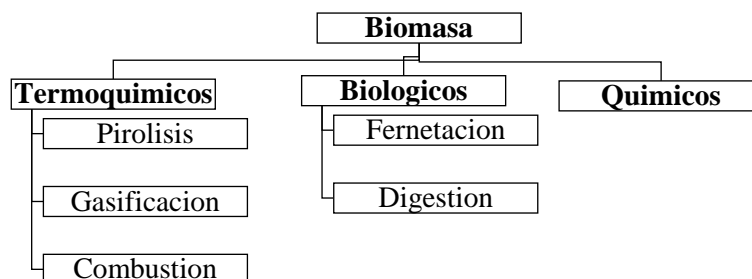 Biomasa
Termoquimicos
Biologicos
Quimicos
Pirolisis
Fernetacion
Gasificacion
Digestion
Combustion